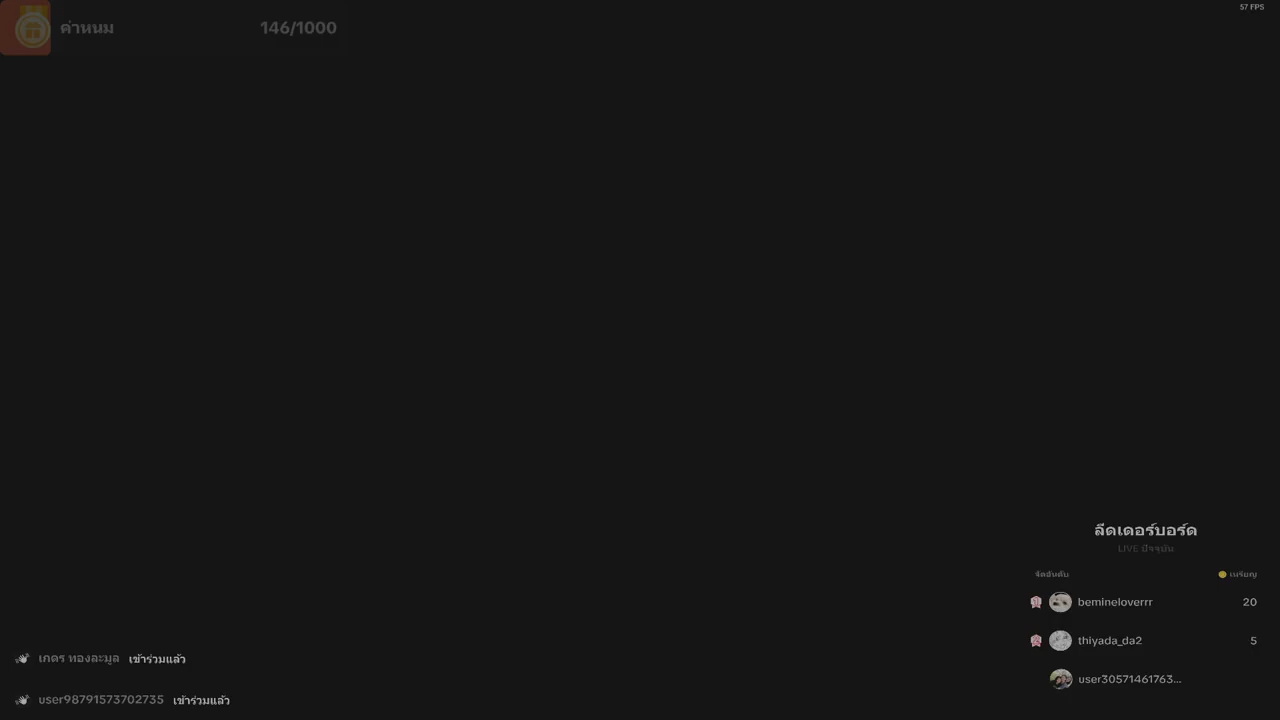 ค่าหนม 146/1000
57 FPS
ลีดเดอร์บอร์ด
LIVE ปัจจุบัน
จัดอันดับ เหรียญ
bemineloverrr 20
thiyada_da2 5
user30571461763...
เกตร ทองละมูล เข้าร่วมแล้ว
user98791573702735 เข้าร่วมแล้ว